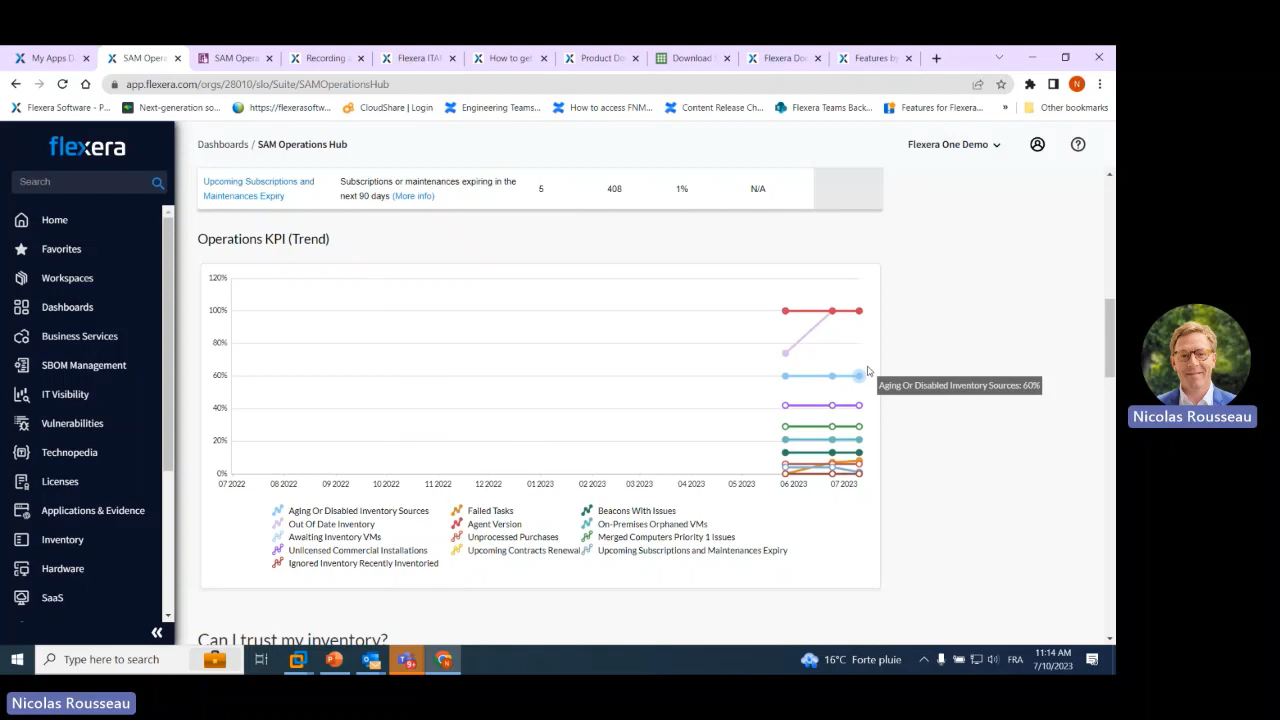 My Apps D
SAM Opera
SAM Opera
Recording a
Flexera ITA
How to get
Product Do
Download
Flexera Do
Features by
app.flexera.com/orgs/28010/slo/Suite/SAMOperationsHub
Flexera Software - P...
Next-generation so...
https://flexerasoftw...
CloudShare | Login
Engineering Teams...
How to access FNM...
Content Release Ch...
Flexera Teams Back...
Features for Flexera...
»
Other bookmarks
flexera
Dashboards / SAM Operations Hub
Flexera One Demo
Search
Home
Favorites
Workspaces
Dashboards
Business Services
SBOM Management
IT Visibility
Vulnerabilities
Technopedia
Licenses
Applications & Evidence
Inventory
Hardware
SaaS
Upcoming Subscriptions and
Maintenances Expiry
Subscriptions or maintenances expiring in the
next 90 days (More info)
5
408
1%
N/A
Operations KPI (Trend)
120%
100%
80%
60%
40%
20%
0%
07 2022 08 2022 09 2022 10 2022 11 2022 12 2022 01 2023 02 2023 03 2023 04 2023 05 2023 06 2023 07 2023
Aging Or Disabled Inventory Sources: 60%
Aging Or Disabled Inventory Sources
Failed Tasks
Beacons With Issues
Out Of Date Inventory
Agent Version
On-Premises Orphaned VMs
Awaiting Inventory VMs
Unprocessed Purchases
Merged Computers Priority 1 Issues
Unlicensed Commercial Installations
Upcoming Contracts Renewal
Upcoming Subscriptions and Maintenances Expiry
Ignored Inventory Recently Inventoried
Can I trust my inventory?
Nicolas Rousseau
Type here to search
16°C Forte pluie
FRA
11:14 AM
7/10/2023
Nicolas Rousseau